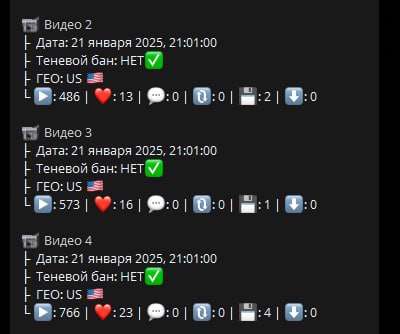 🎥 Видео 2
├ Дата: 21 января 2025, 21:01:00
├ Теневой бан: НЕТ✅
├ ГЕО: US 🇺🇸
└ ▶️: 486 | ❤️: 13 | 💬: 0 | 🔃: 0 | 💾: 2 | ⬇️: 0
🎥 Видео 3
├ Дата: 21 января 2025, 21:01:00
├ Теневой бан: НЕТ✅
├ ГЕО: US 🇺🇸
└ ▶️: 573 | ❤️: 16 | 💬: 0 | 🔃: 0 | 💾: 1 | ⬇️: 0
🎥 Видео 4
├ Дата: 21 января 2025, 21:01:00
├ Теневой бан: НЕТ✅
├ ГЕО: US 🇺🇸
└ ▶️: 766 | ❤️: 23 | 💬: 0 | 🔃: 0 | 💾: 4 | ⬇️: 0